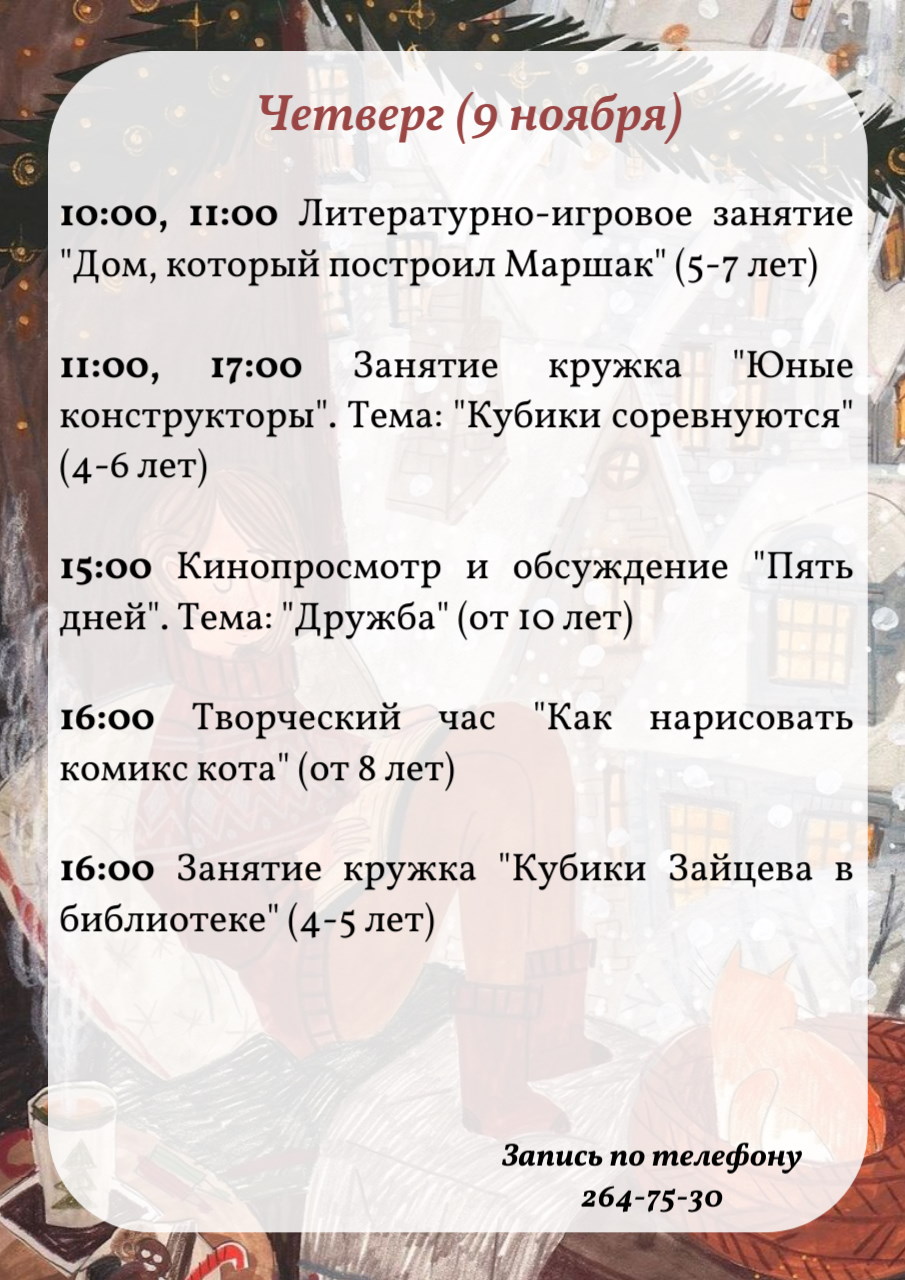 Четверг (9 ноября)
10:00, 11:00 Литературно-игровое занятие
"Дом, который построил Маршак" (5-7 лет)
11:00, 17:00 Занятие кружка "Юные
конструкторы". Тема: "Кубики соревнуются"
(4-6 лет)
15:00 Кинопросмотр и обсуждение "Пять
дней". Тема: "Дружба" (от 10 лет)
16:00 Творческий час "Как нарисовать
комикс кота" (от 8 лет)
16:00 Занятие кружка "Кубики Зайцева в
библиотеке" (4-5 лет)
Запись по телефону
264-75-30